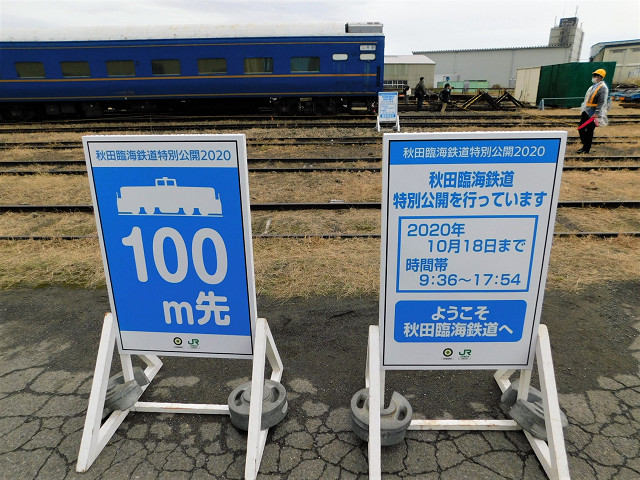 秋田臨海鉄道特別公開2020
100
m先
JR
秋田臨海鉄道特別公開2020
秋田臨海鉄道
特別公開を行っています
2020年
10月18日まで
時間帯
9:36～17:54
ようこそ
秋田臨海鉄道へ
JR